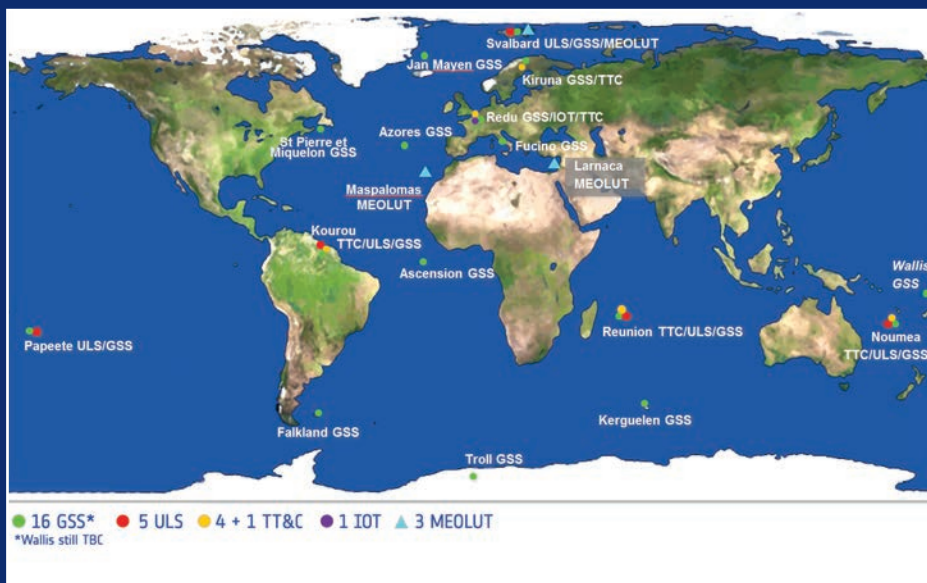 Svalbard ULS/GSS/MEOLUT
Jan Mayen GSS
Kiruna GSS/TTC
Redu GSS/IOT/TTC
Azores GSS
St Pierre et
Miquelon GSS
Fucino GSS
Larnaca
MEOLUT
Maspalomas
MEOLUT
Kourou
TTC/ULS/GSS
Ascension GSS
Wallis
GSS
Papeete ULS/GSS
Reunion TTC/ULS/GSS
Noumea
TTC/ULS/GSS
Falkland GSS
Kerguelen GSS
Troll GSS
16 GSS* 5 ULS 4 + 1 TT&C 1 IOT 3 MEOLUT
*Wallis still TBC